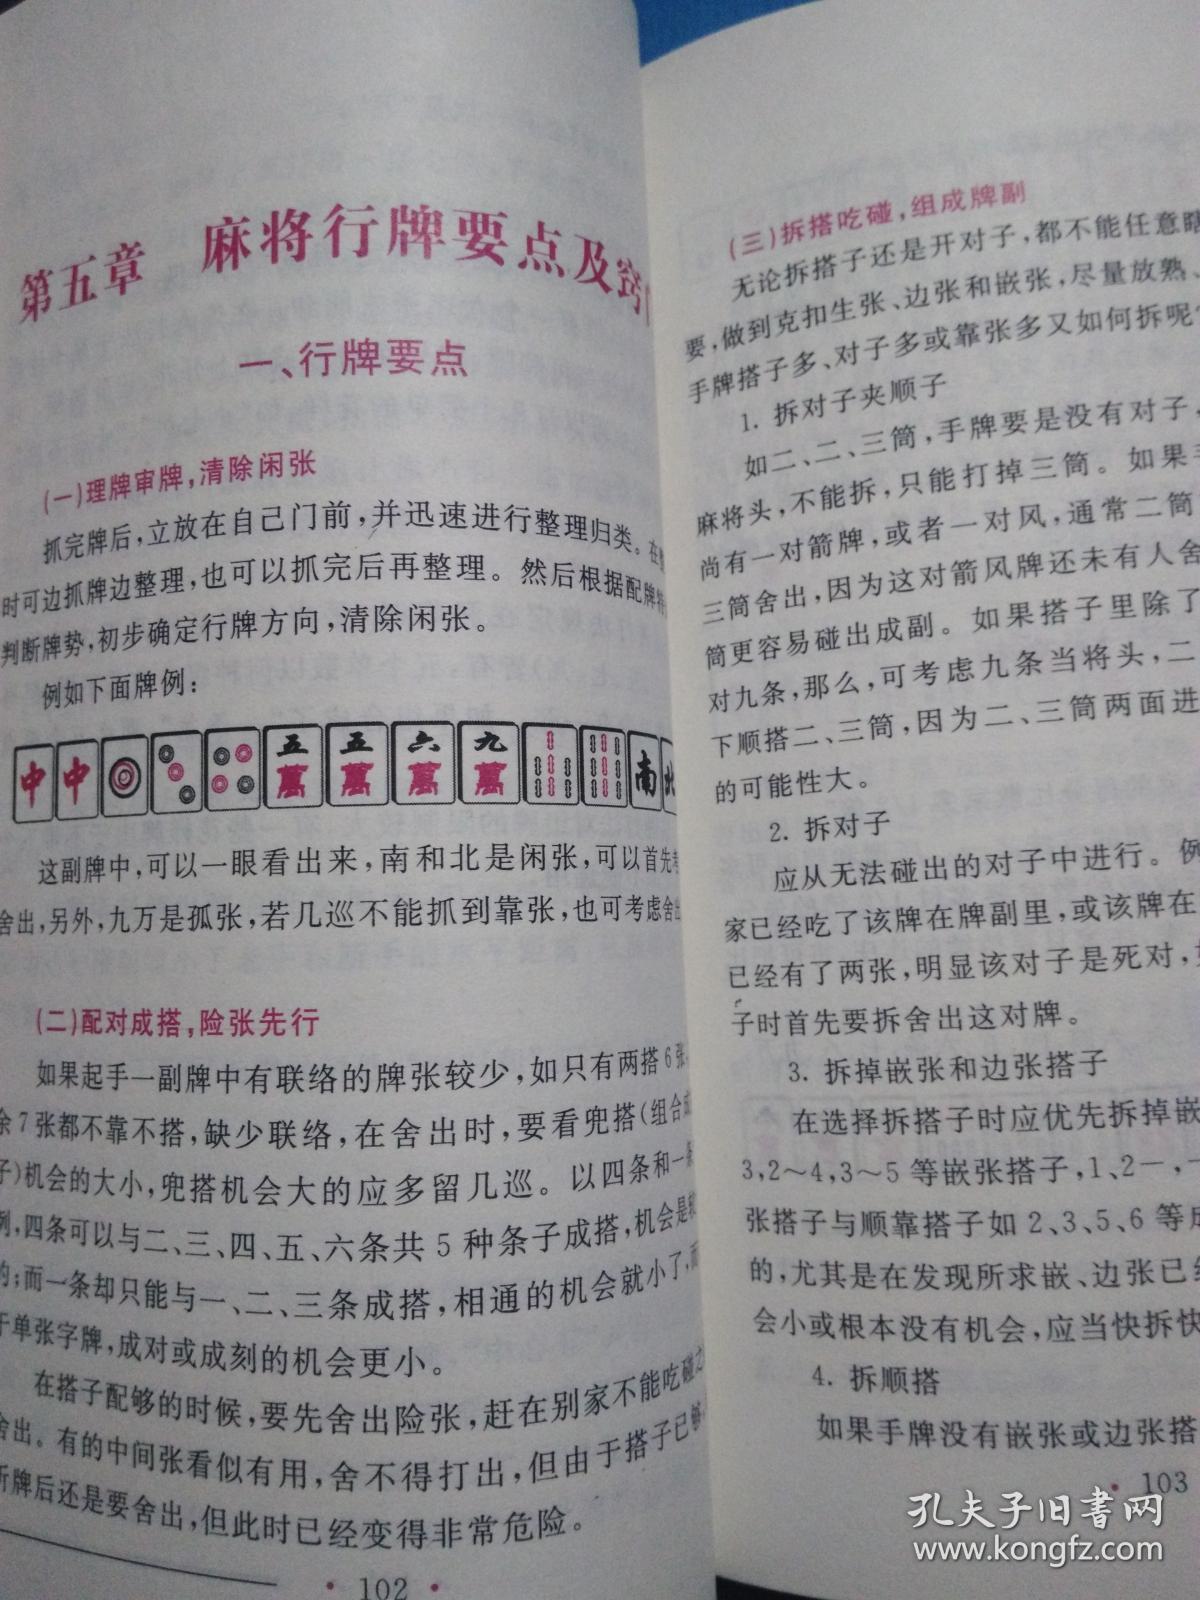 第五章 麻将行牌要点及窍
一、行牌要点
(一)理牌审牌,清除闲张
抓完牌后,立放在自己门前,并迅速进行整理归类。在
时可边抓牌边整理,也可以抓完后再整理。然后根据配牌
判断牌势,初步确定行牌方向,清除闲张。
例如下面牌例:
中 中 五萬 五萬 六萬 九萬 南 北
这副牌中,可以一眼看出来,南和北是闲张,可以首先
舍出,另外,九万是孤张,若几巡不能抓到靠张,也可考虑舍出
(二)配对成搭,险张先行
如果起手一副牌中有联络的牌张较少,如只有两搭6张,
余7张都不靠不搭,缺少联络,在舍出时,要看兜搭(组合成
子)机会的大小,兜搭机会大的应多留几巡。以四条和一条
例,四条可以与二、三、四、五、六条共5种条子成搭,机会是
的;而一条却只能与一、二、三条成搭,相通的机会就小了,而
于单张字牌,成对或成刻的机会更小。
在搭子配够的时候,要先舍出险张,赶在别家不能吃碰之
舍出。有的中间张看似有用,舍不得打出,但由于搭子已够,
听牌后还是要舍出,但此时已经变得非常危险。
• 102 •
(三)拆搭吃碰,组成牌副
无论拆搭子还是开对子,都不能任意瞎
要,做到克扣生张、边张和嵌张,尽量放熟、
手牌搭子多、对子多或靠张多又如何拆呢?
1. 拆对子夹顺子
如二、二、三筒,手牌要是没有对子,
麻将头,不能拆,只能打掉三筒。如果手
尚有一对箭牌,或者一对风,通常二筒
三筒舍出,因为这对箭风牌还未有人舍
筒更容易碰出成副。如果搭子里除了
对九条,那么,可考虑九条当将头,二
下顺搭二、三筒,因为二、三筒两面进
的可能性大。
2. 拆对子
应从无法碰出的对子中进行。例
家已经吃了该牌在牌副里,或该牌在
已经有了两张,明显该对子是死对,
子时首先要拆舍出这对牌。
3. 拆掉嵌张和边张搭子
在选择拆搭子时应优先拆掉嵌
3,2～4,3～5等嵌张搭子,1、2一,
张搭子与顺靠搭子如2、3、5、6等成
的,尤其是在发现所求嵌、边张已经
会小或根本没有机会,应当快拆快
4. 拆顺搭
如果手牌没有嵌张或边张搭
• 103
孔夫子旧书网
www.kongfz.com